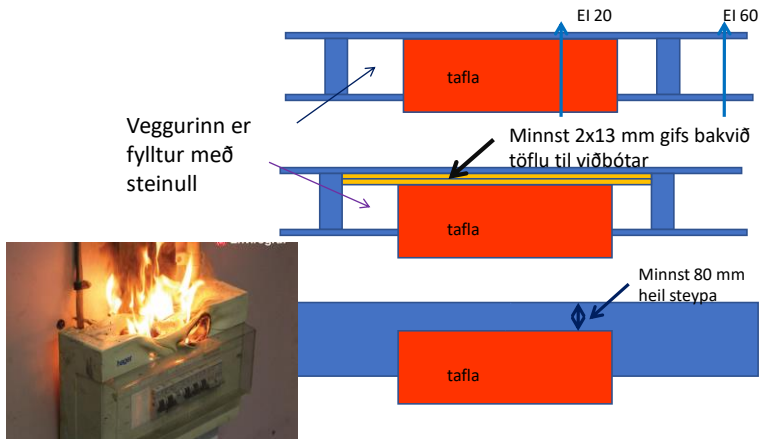 EI 20
EI 60
tafla
Veggurinn er
fylltur með
steinull
Minnst 2x13 mm gifs bakvið
töflu til viðbótar
tafla
Minnst 80 mm
heil steypa
tafla
hager